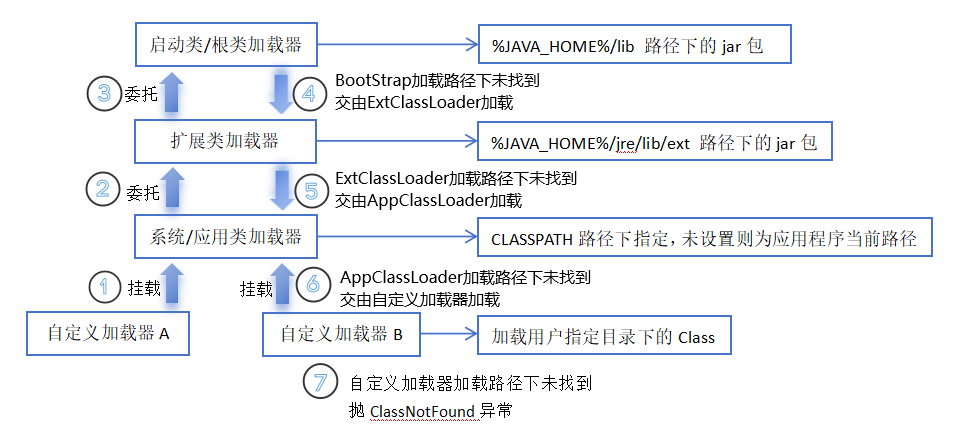 启动类/根类加载器
%JAVA_HOME%/lib 路径下的 jar 包
③ 委托
④ BootStrap加载路径下未找到
交由ExtClassLoader加载
扩展类加载器
%JAVA_HOME%/jre/lib/ext 路径下的 jar 包
② 委托
⑤ ExtClassLoader加载路径下未找到
交由AppClassLoader加载
系统/应用类加载器
CLASSPATH 路径下指定，未设置则为应用程序当前路径
① 挂载
挂载
⑥ AppClassLoader加载路径下未找到
交由自定义加载器加载
自定义加载器 A
自定义加载器 B
加载用户指定目录下的 Class
⑦ 自定义加载器加载路径下未找到
抛 ClassNotFound 异常